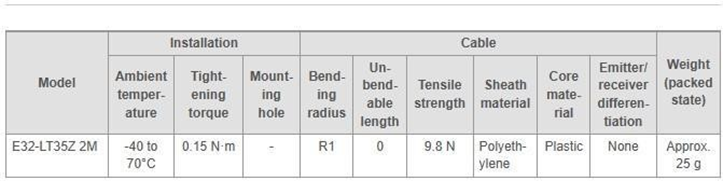 Model
Installation
Cable
Weight
(packed
state)
Ambient
temper-
ature
Tight-
ening
torque
Mount-
ing
hole
Bend-
ing
radius
Un-
bend-
able
length
Tensile
strength
Sheath
material
Core
mate-
rial
Emitter/
receiver
differen-
tiation
E32-LT35Z 2M
-40 to
70°C
0.15 N·m
-
R1
0
9.8 N
Polyeth-
ylene
Plastic
None
Approx.
25 g